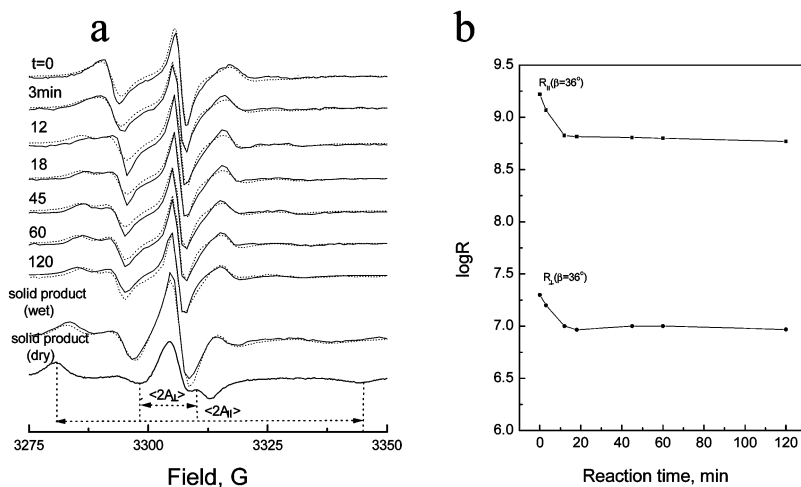 a
t=0
3min
12
18
45
60
120
solid product
(wet)
solid product
(dry)
<2A⊥>
<2A||>
3275
3300
3325
3350
Field, G
b
9.5
9.0
8.5
8.0
7.5
7.0
6.5
6.0
logR
R||(β=36°)
R⊥(β=36°)
0
20
40
60
80
100
120
Reaction time, min